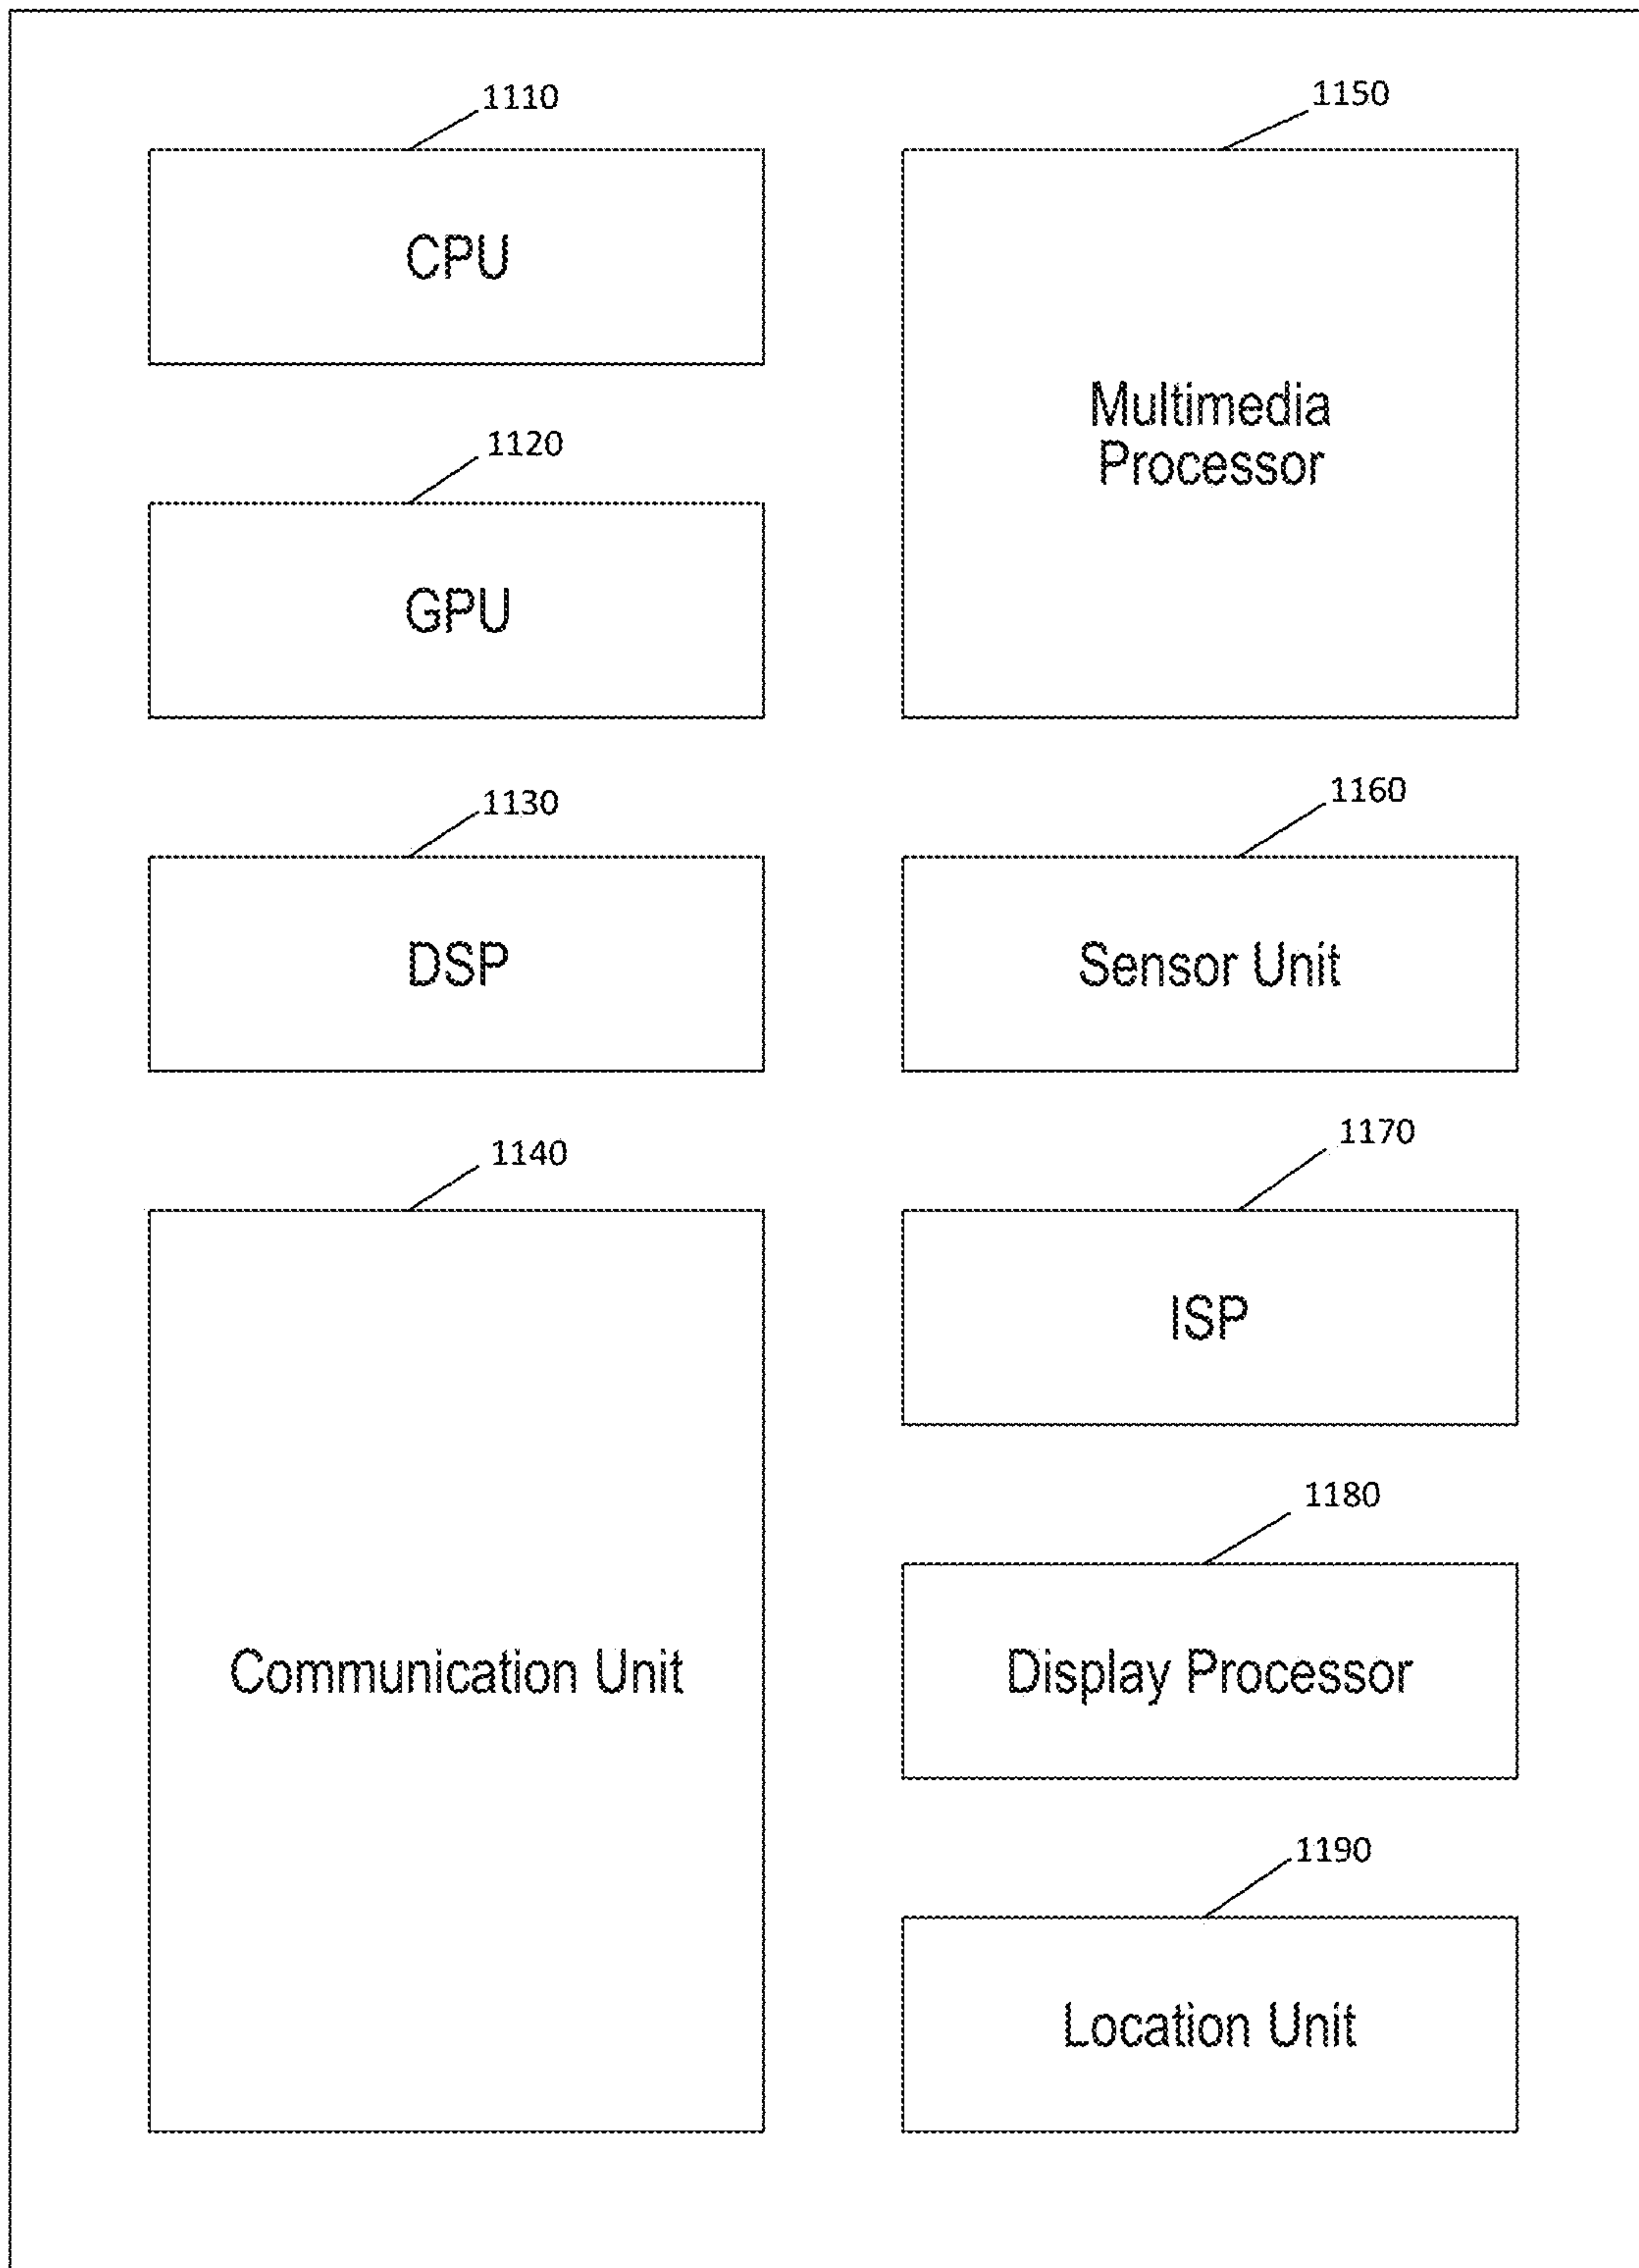 1110
CPU
1120
GPU
1130
DSP
1140
Communication Unit
1150
Multimedia
Processor
1160
Sensor Unit
1170
ISP
1180
Display Processor
1190
Location Unit